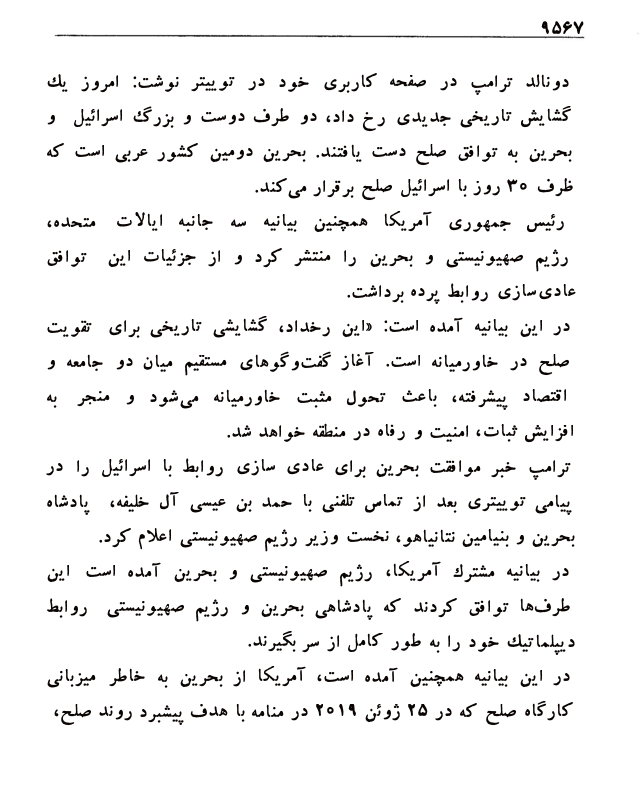 ۹۵۶۷
دونالد ترامپ در صفحه کاربری خود در توییتر نوشت: امروز یك
گشایش تاریخی جدیدی رخ داد، دو طرف دوست و بزرگ اسرائیل و
بحرین به توافق صلح دست یافتند. بحرین دومین کشور عربی است که
ظرف ۳۰ روز با اسرائیل صلح برقرار می‌کند.
رئیس جمهوری آمریکا همچنین بیانیه سه جانبه ایالات متحده،
رژیم صهیونیستی و بحرین را منتشر کرد و از جزئیات این توافق
عادی‌سازی روابط پرده برداشت.
در این بیانیه آمده است: «این رخداد، گشایشی تاریخی برای تقویت
صلح در خاورمیانه است. آغاز گفت‌وگوهای مستقیم میان دو جامعه و
اقتصاد پیشرفته، باعث تحول مثبت خاورمیانه می‌شود و منجر به
افزایش ثبات، امنیت و رفاه در منطقه خواهد شد.
ترامپ خبر موافقت بحرین برای عادی سازی روابط با اسرائیل را در
پیامی توییتری بعد از تماس تلفنی با حمد بن عیسی آل خلیفه، پادشاه
بحرین و بنیامین نتانیاهو، نخست وزیر رژیم صهیونیستی اعلام کرد.
در بیانیه مشترك آمریکا، رژیم صهیونیستی و بحرین آمده است این
طرف‌ها توافق کردند که پادشاهی بحرین و رژیم صهیونیستی روابط
دیپلماتیك خود را به طور کامل از سر بگیرند.
در این بیانیه همچنین آمده است، آمریکا از بحرین به خاطر میزبانی
کارگاه صلح که در ۲۵ ژوئن ۲۰۱۹ در منامه با هدف پیشبرد روند صلح،